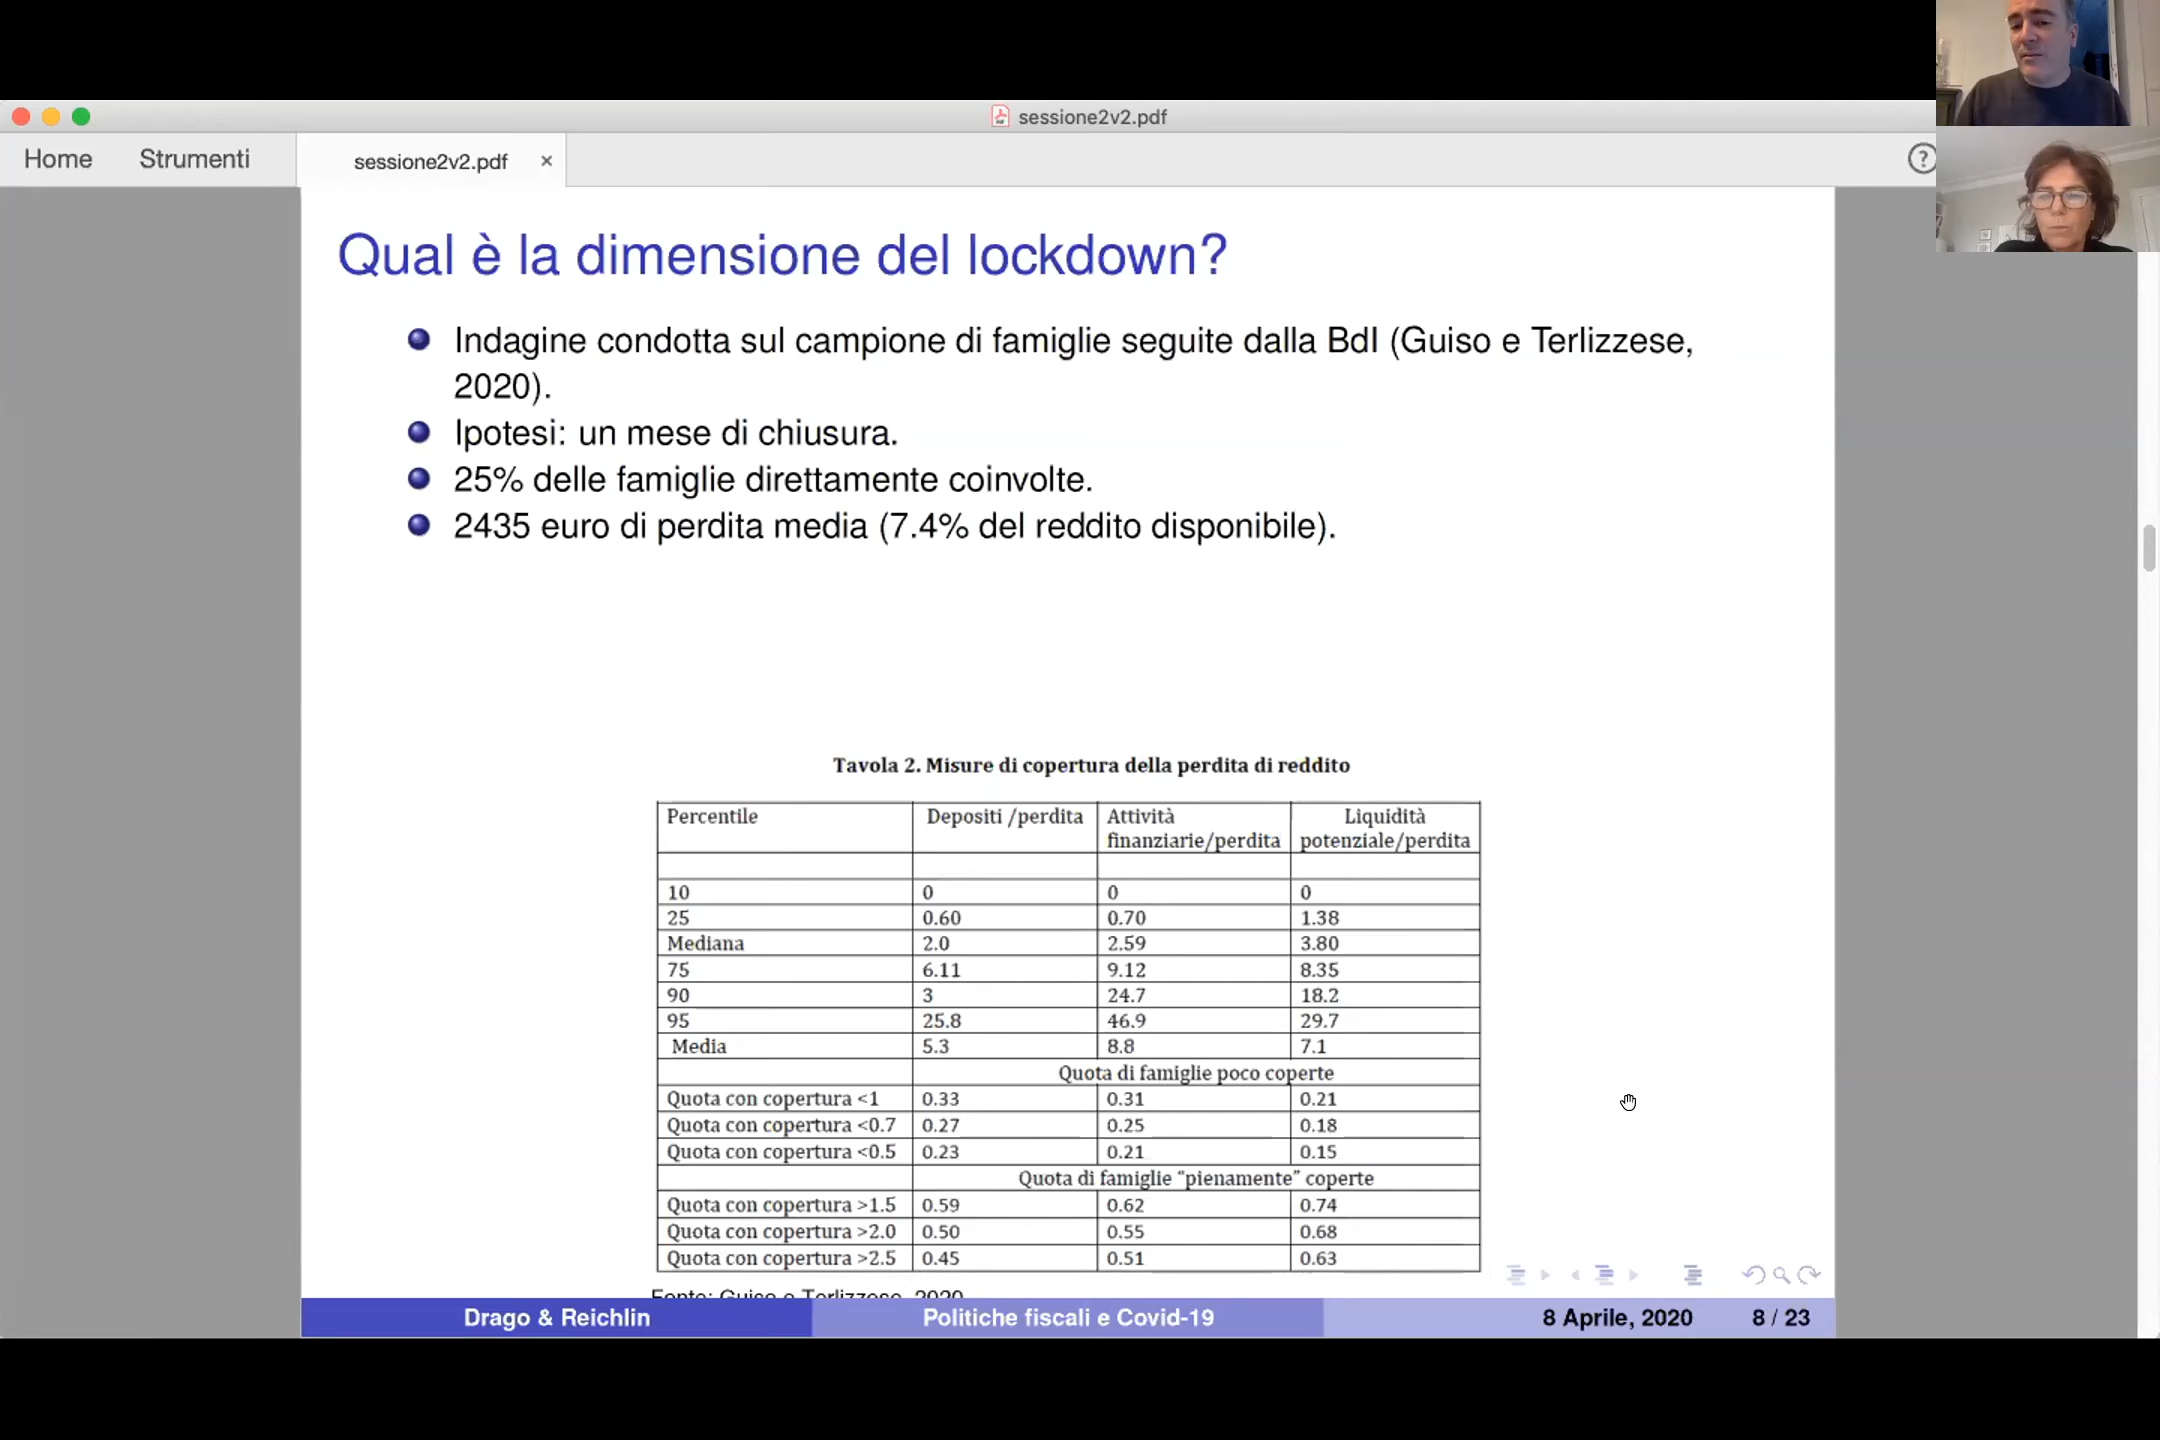 sessione2v2.pdf
Home Strumenti sessione2v2.pdf × ?
Qual è la dimensione del lockdown?
Indagine condotta sul campione di famiglie seguite dalla BdI (Guiso e Terlizzese,
2020).
Ipotesi: un mese di chiusura.
25% delle famiglie direttamente coinvolte.
2435 euro di perdita media (7.4% del reddito disponibile).
Tavola 2. Misure di copertura della perdita di reddito
Percentile Depositi /perdita Attività finanziarie/perdita Liquidità potenziale/perdita
10 0 0 0
25 0.60 0.70 1.38
Mediana 2.0 2.59 3.80
75 6.11 9.12 8.35
90 3 24.7 18.2
95 25.8 46.9 29.7
Media 5.3 8.8 7.1
Quota di famiglie poco coperte
Quota con copertura <1 0.33 0.31 0.21
Quota con copertura <0.7 0.27 0.25 0.18
Quota con copertura <0.5 0.23 0.21 0.15
Quota di famiglie “pienamente” coperte
Quota con copertura >1.5 0.59 0.62 0.74
Quota con copertura >2.0 0.50 0.55 0.68
Quota con copertura >2.5 0.45 0.51 0.63
Fonte: Guiso e Terlizzese, 2020
Drago & Reichlin Politiche fiscali e Covid-19 8 Aprile, 2020 8 / 23